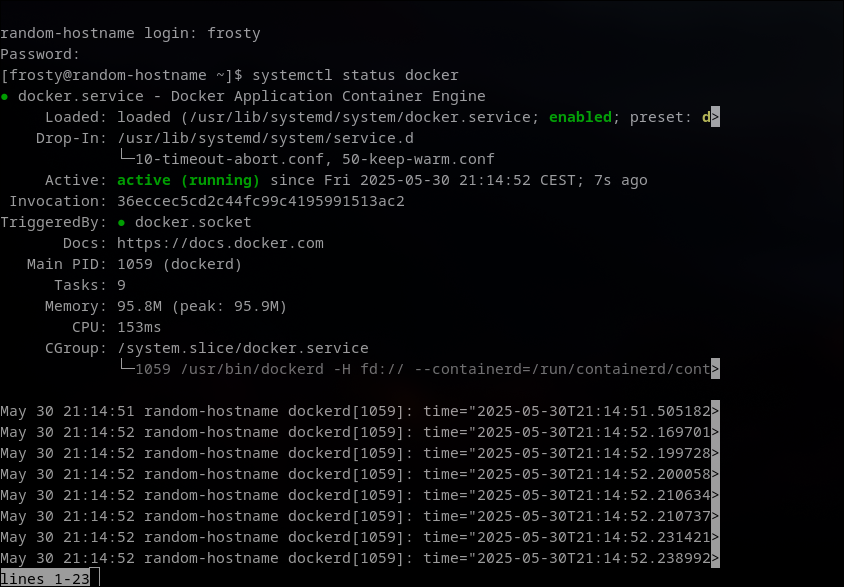 random-hostname login: frosty
Password:
[frosty@random-hostname ~]$ systemctl status docker
● docker.service - Docker Application Container Engine
     Loaded: loaded (/usr/lib/systemd/system/docker.service; enabled; preset: d>
    Drop-In: /usr/lib/systemd/system/service.d
             └─10-timeout-abort.conf, 50-keep-warm.conf
     Active: active (running) since Fri 2025-05-30 21:14:52 CEST; 7s ago
 Invocation: 36eccec5cd2c44fc99c4195991513ac2
TriggeredBy: ● docker.socket
       Docs: https://docs.docker.com
   Main PID: 1059 (dockerd)
      Tasks: 9
     Memory: 95.8M (peak: 95.9M)
        CPU: 153ms
     CGroup: /system.slice/docker.service
             └─1059 /usr/bin/dockerd -H fd:// --containerd=/run/containerd/cont>
May 30 21:14:51 random-hostname dockerd[1059]: time="2025-05-30T21:14:51.505182>
May 30 21:14:52 random-hostname dockerd[1059]: time="2025-05-30T21:14:52.169701>
May 30 21:14:52 random-hostname dockerd[1059]: time="2025-05-30T21:14:52.199728>
May 30 21:14:52 random-hostname dockerd[1059]: time="2025-05-30T21:14:52.200058>
May 30 21:14:52 random-hostname dockerd[1059]: time="2025-05-30T21:14:52.210634>
May 30 21:14:52 random-hostname dockerd[1059]: time="2025-05-30T21:14:52.210737>
May 30 21:14:52 random-hostname dockerd[1059]: time="2025-05-30T21:14:52.231421>
May 30 21:14:52 random-hostname dockerd[1059]: time="2025-05-30T21:14:52.238992>
lines 1-23